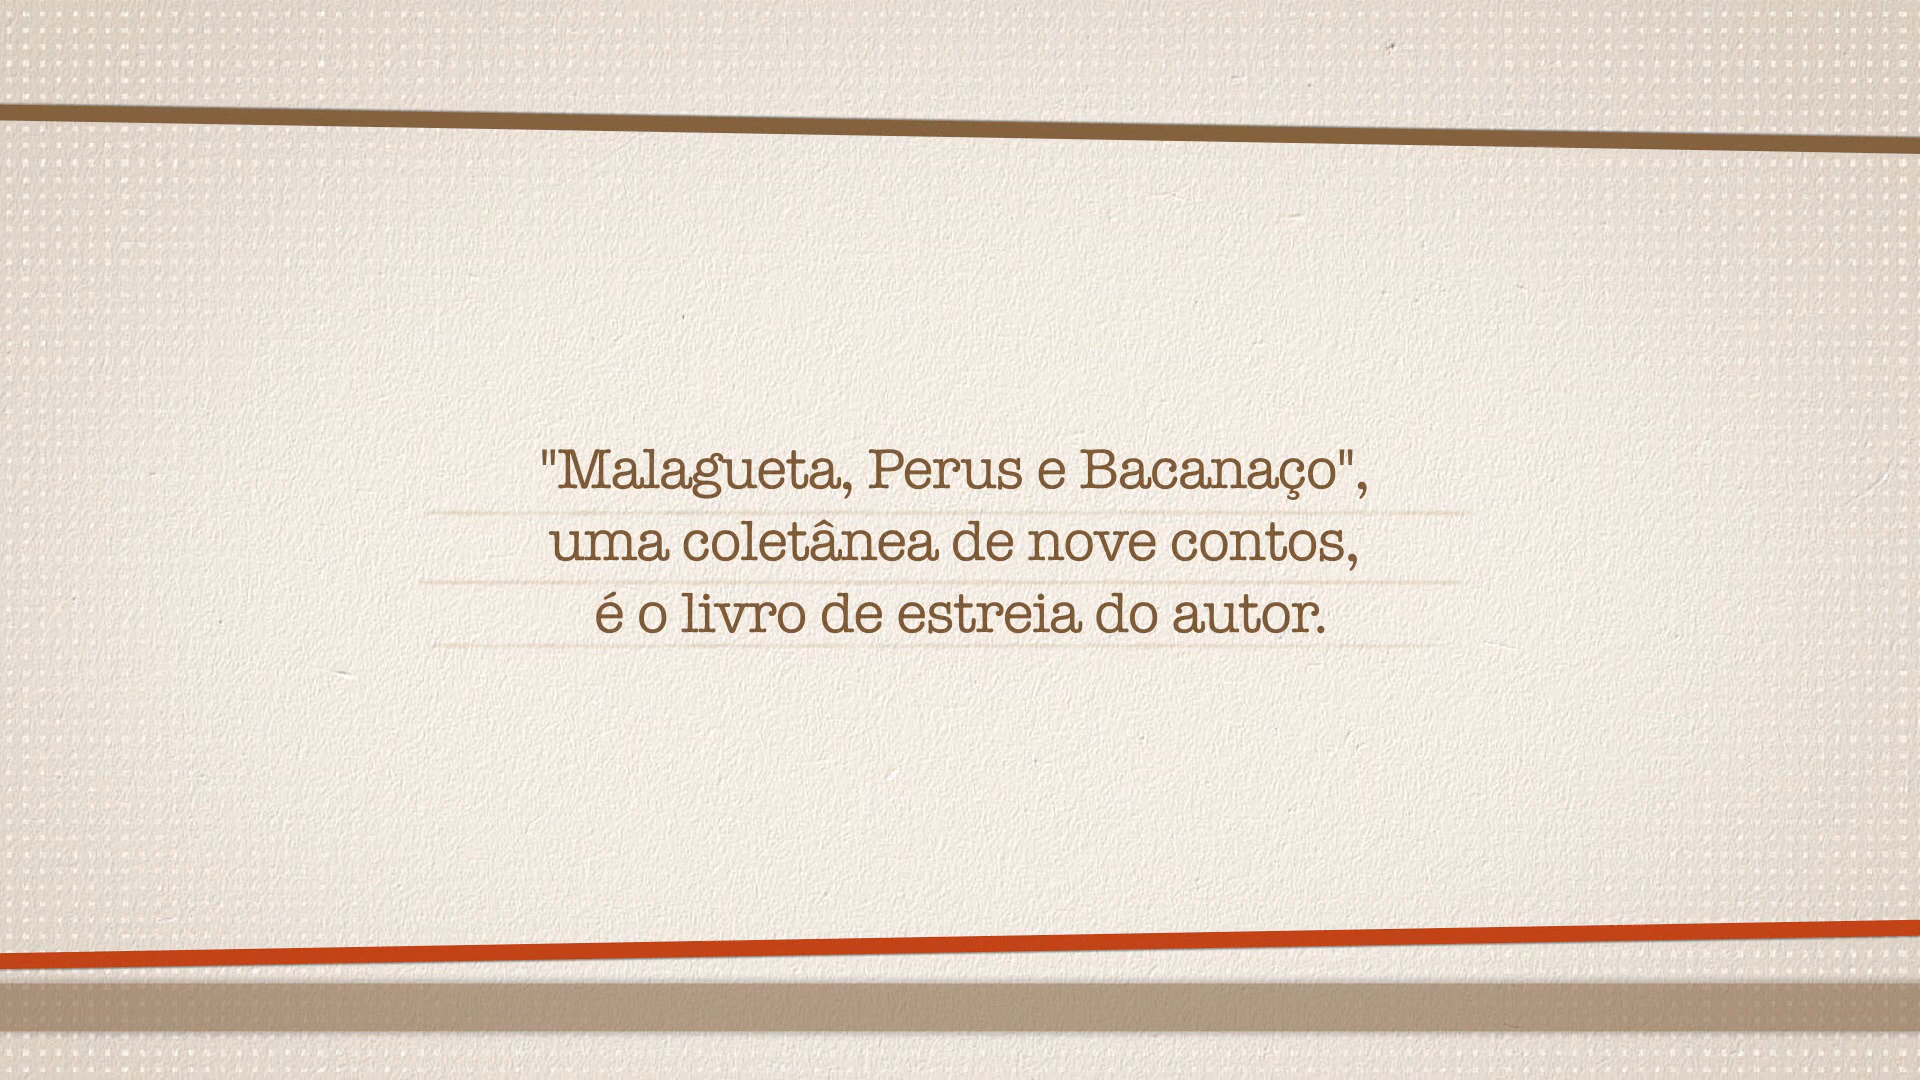 "Malagueta, Perus e Bacanaço",
uma coletânea de nove contos,
é o livro de estreia do autor.